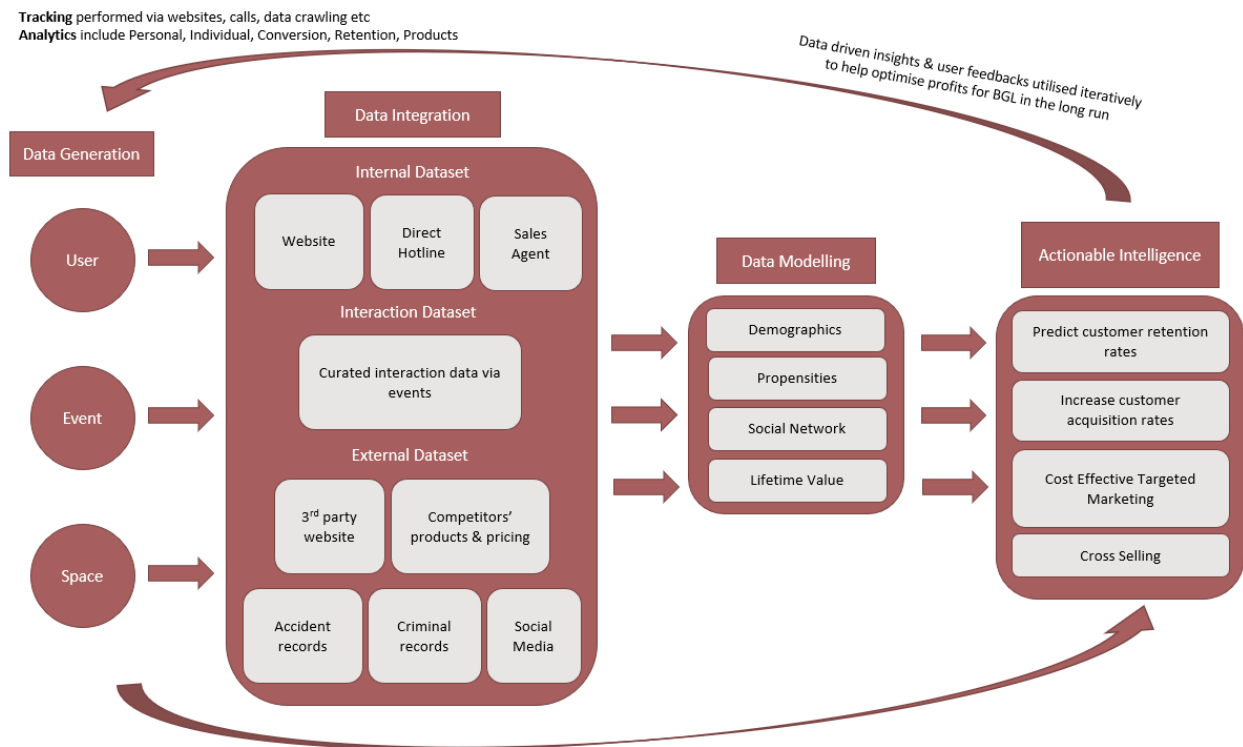 Tracking performed via websites, calls, data crawling etc
Analytics include Personal, Individual, Conversion, Retention, Products
Data driven insights & user feedbacks utilised iteratively
to help optimise profits for BGL in the long run
Data Generation
User
Event
Space
Data Integration
Internal Dataset
Website
Direct
Hotline
Sales
Agent
Interaction Dataset
Curated interaction data via
events
External Dataset
3rd party
website
Competitors'
products & pricing
Accident
records
Criminal
records
Social
Media
Data Modelling
Demographics
Propensities
Social Network
Lifetime Value
Actionable Intelligence
Predict customer retention
rates
Increase customer
acquisition rates
Cost Effective Targeted
Marketing
Cross Selling